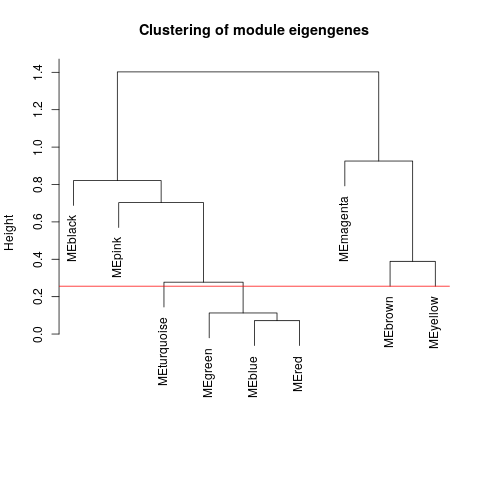 Clustering of module eigengenes
Height
1.4
1.2
1.0
0.8
0.6
0.4
0.2
0.0
MEblack
MEpink
MEturquoise
MEgreen
MEblue
MEred
MEmagenta
MEbrown
MEyellow